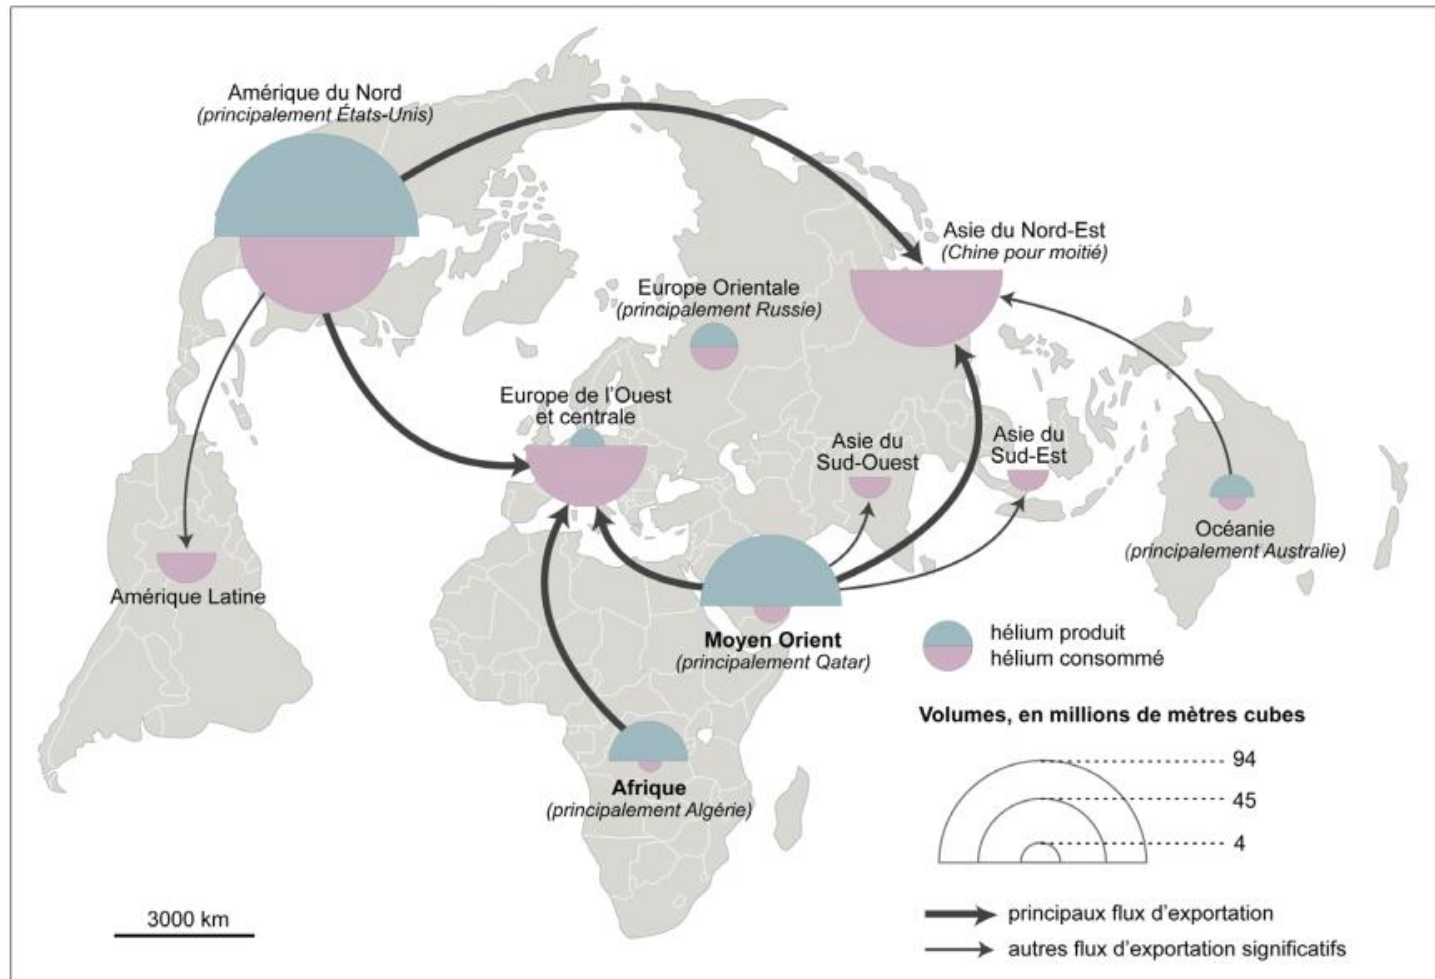 Amérique du Nord
(principalement États-Unis)
Asie du Nord-Est
(Chine pour moitié)
Europe Orientale
(principalement Russie)
Europe de l’Ouest
et centrale
Asie du
Sud-Ouest
Asie du
Sud-Est
Océanie
(principalement Australie)
Amérique Latine
Moyen Orient
(principalement Qatar)
Afrique
(principalement Algérie)
hélium produit
hélium consommé
Volumes, en millions de mètres cubes
94
45
4
3000 km
principaux flux d’exportation
autres flux d’exportation significatifs